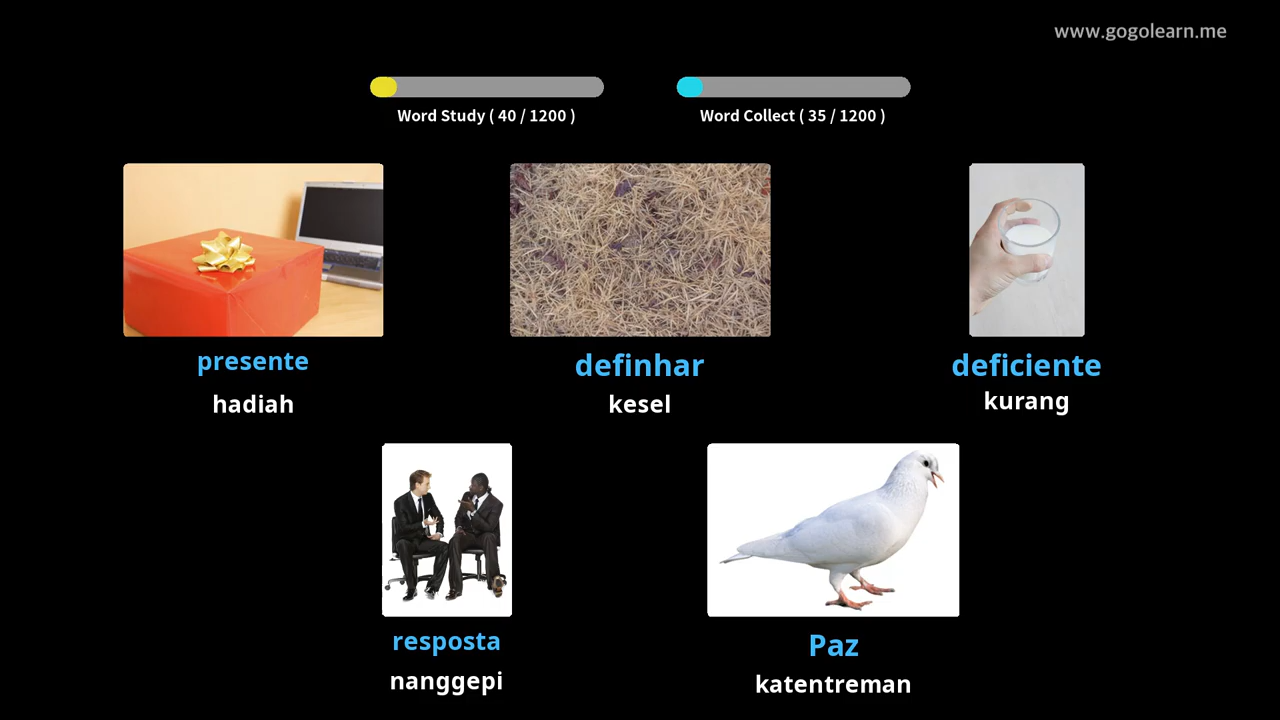 www.gogolearn.me
Word Study ( 40 / 1200 )
Word Collect ( 35 / 1200 )
presente
hadiah
definhar
kesel
deficiente
kurang
resposta
nanggepi
Paz
katentreman